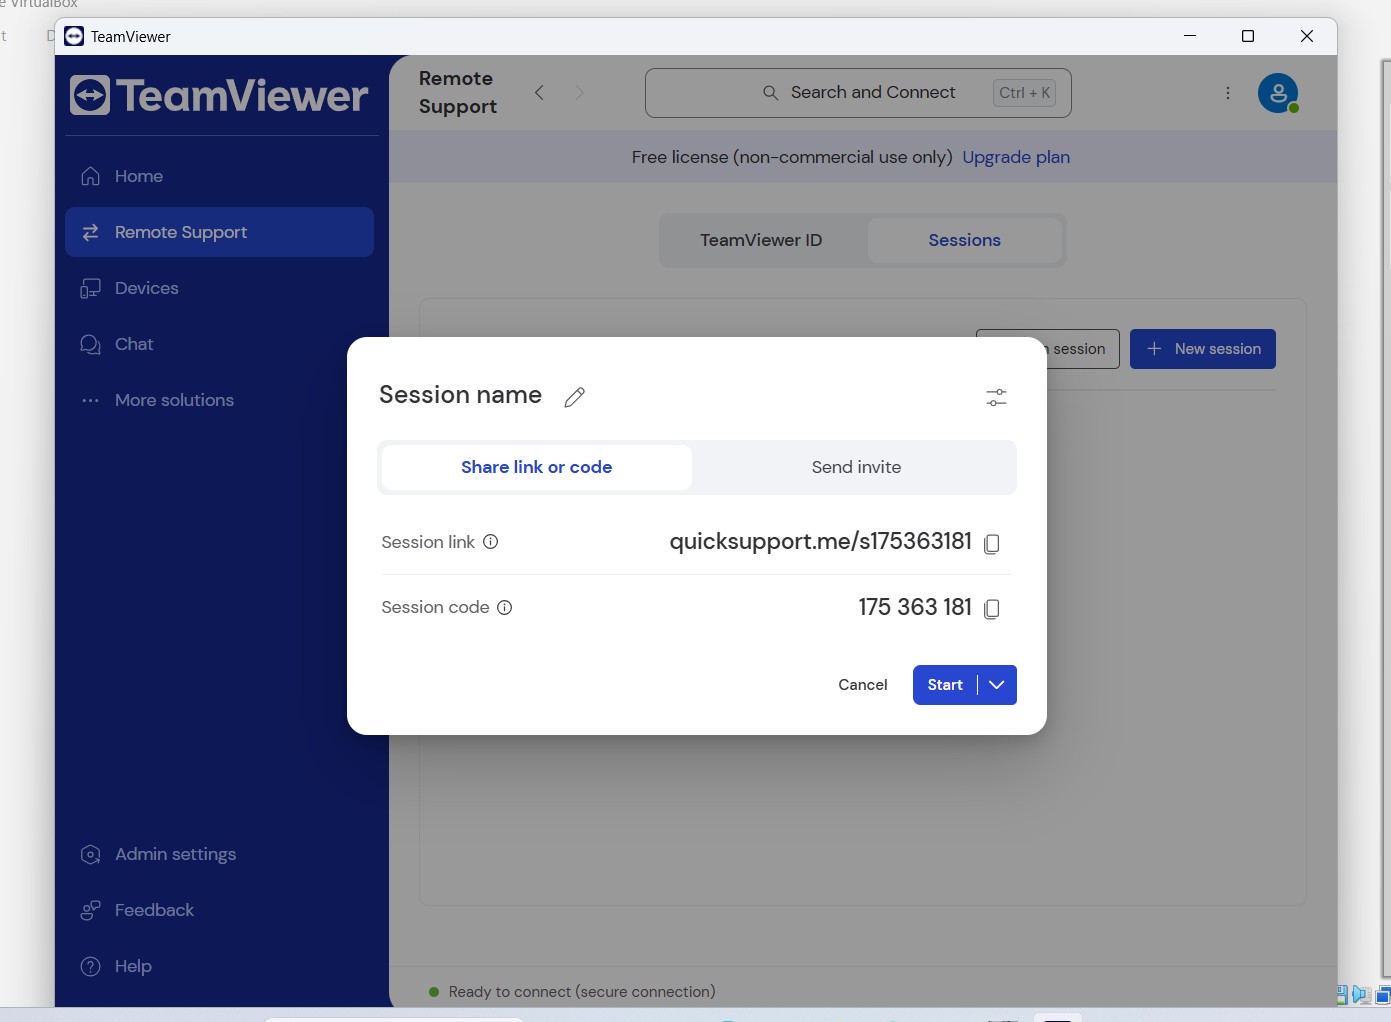 e VirtualBox
TeamViewer
TeamViewer
Remote
Support
Search and Connect
Ctrl + K
Free license (non-commercial use only) Upgrade plan
Home
Remote Support
Devices
Chat
More solutions
TeamViewer ID
Sessions
session
New session
Session name
Share link or code
Send invite
Session link
quicksupport.me/s175363181
Session code
175 363 181
Cancel
Start
Admin settings
Feedback
Help
Ready to connect (secure connection)